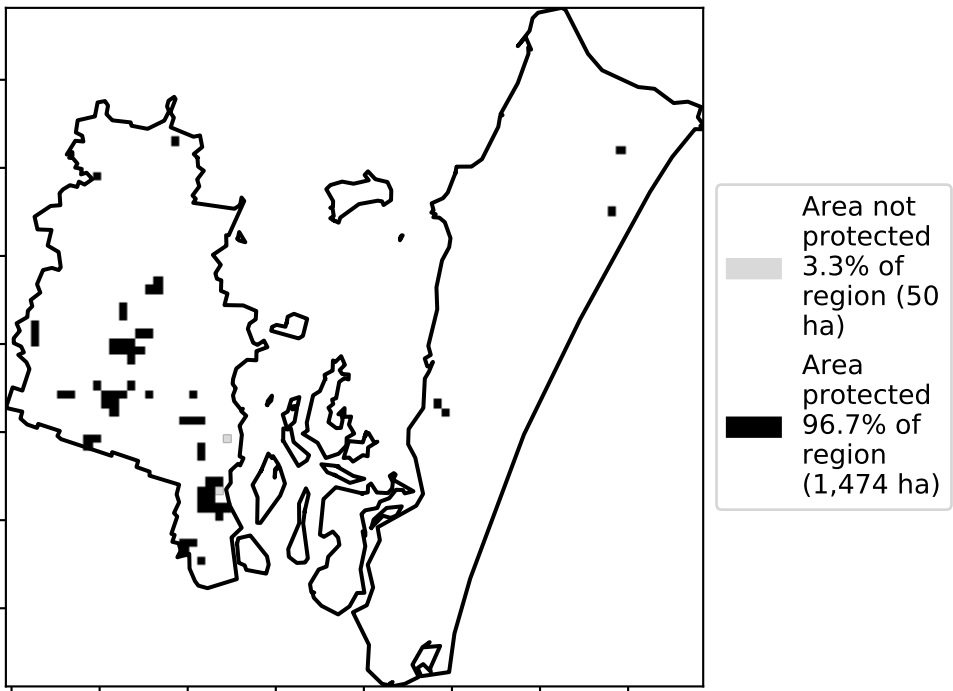 Area not
protected
3.3% of
region (50
ha)
Area
protected
96.7% of
region
(1,474 ha)